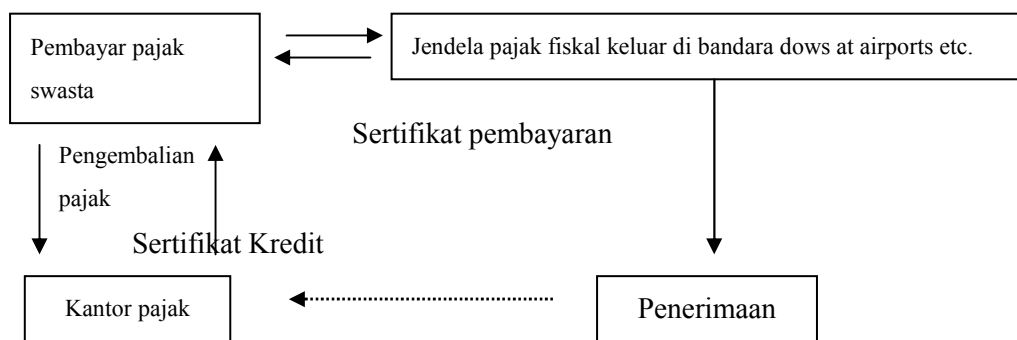 Pembayar pajak
swasta
Jendela pajak fiskal keluar di bandara dows at airports etc.
Sertifikat pembayaran
Pengembalian
pajak
Sertifikat Kredit
Kantor pajak
Penerimaan